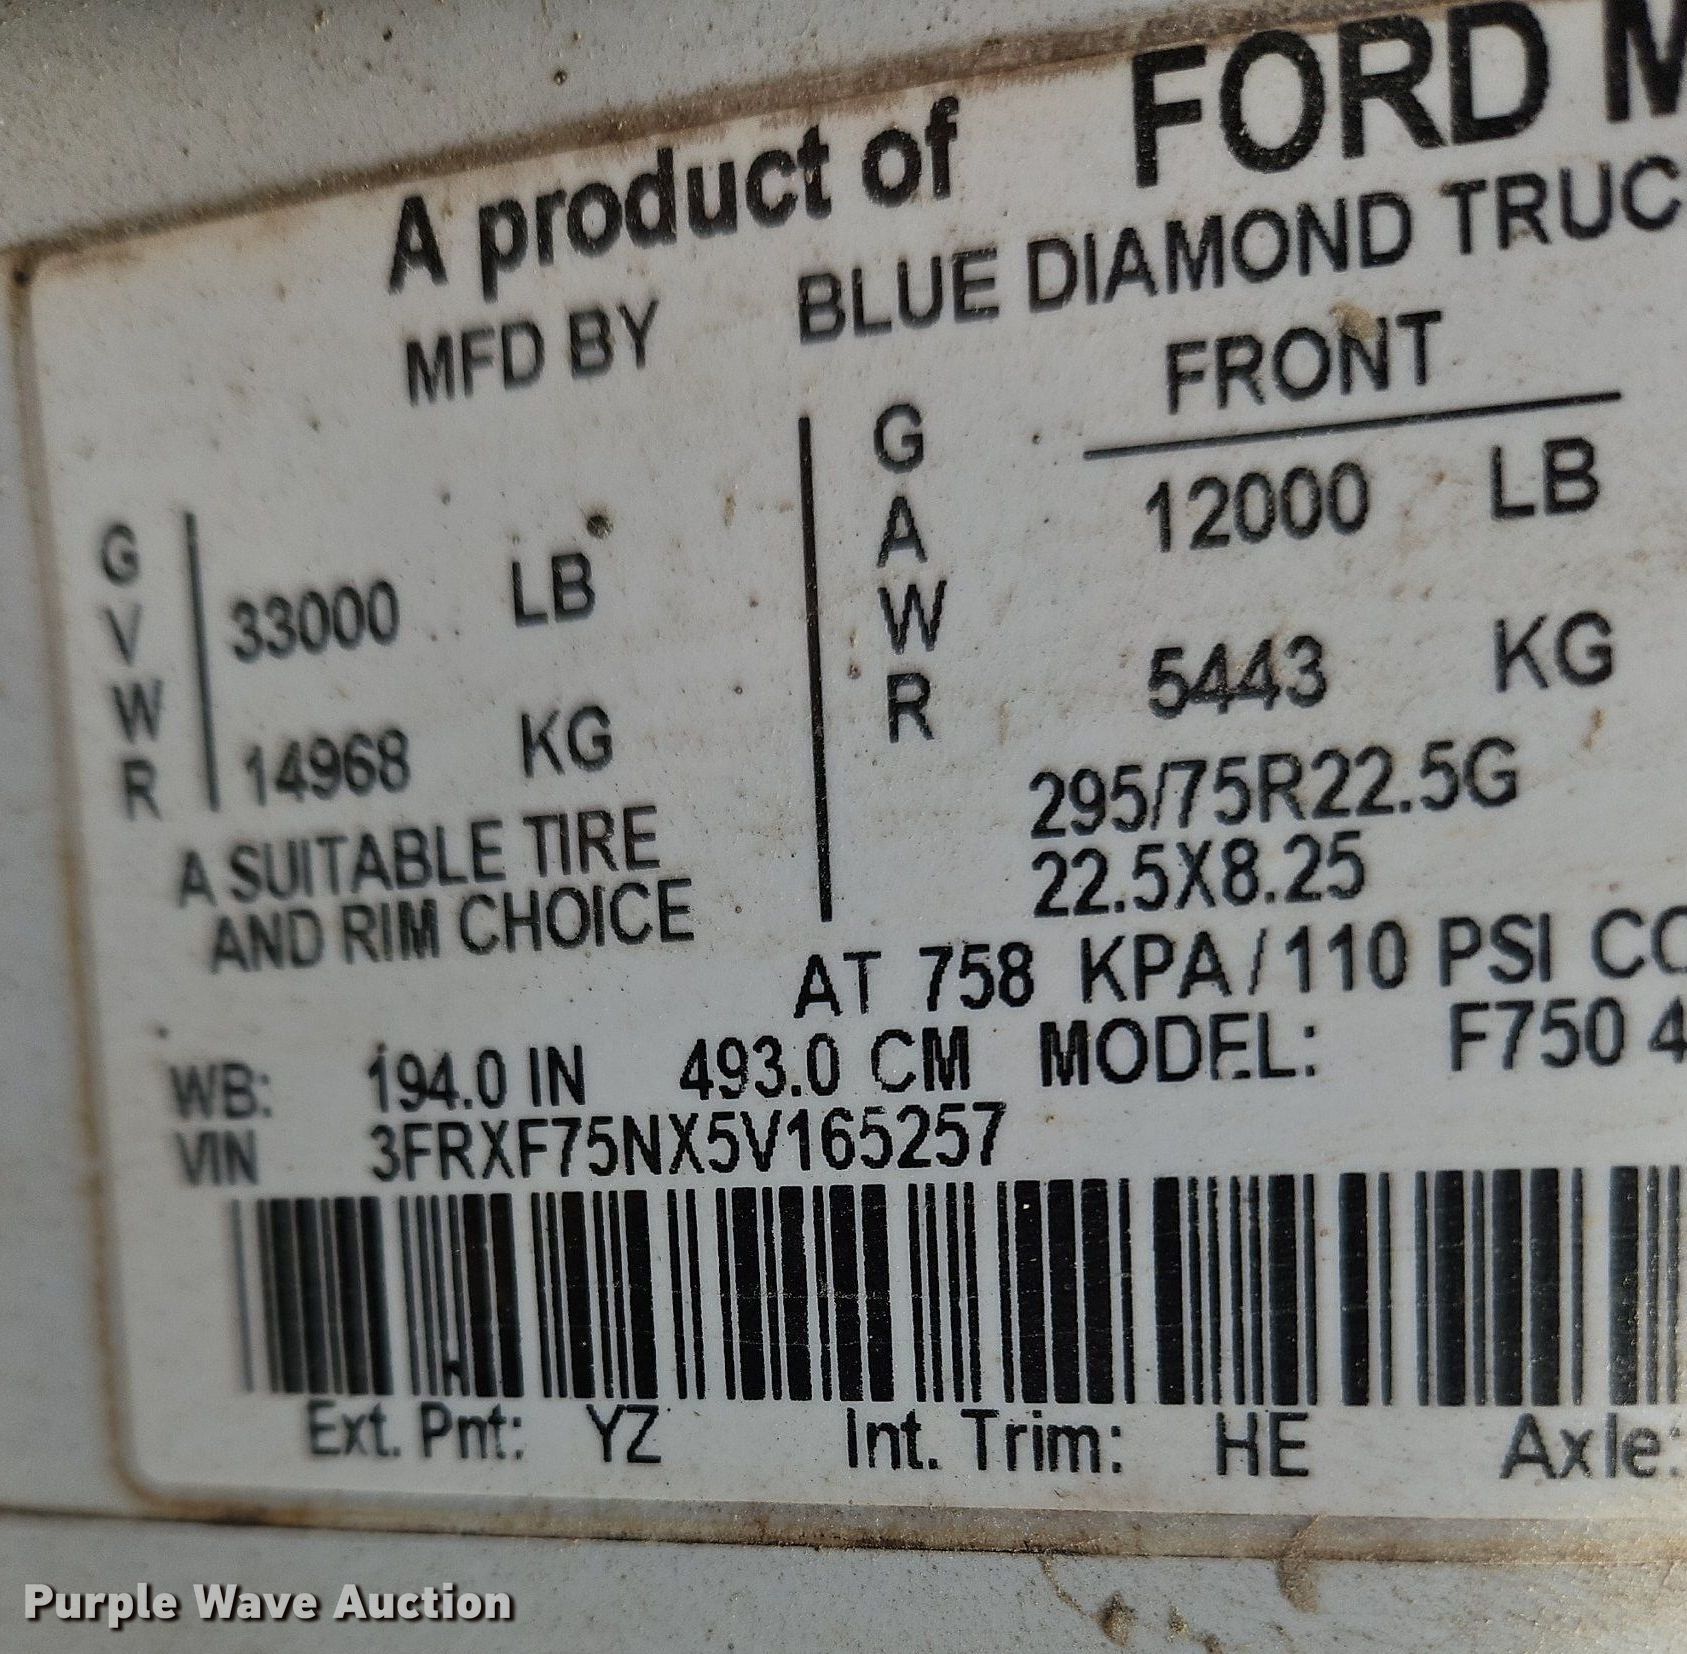 A product of FORD M
MFD BY BLUE DIAMOND TRUC
FRONT
GVWR 33000 LB
14968 KG
GAWR 12000 LB
5443 KG
A SUITABLE TIRE
AND RIM CHOICE
295/75R22.5G
22.5X8.25
AT 758 KPA/110 PSI CO
WB: 194.0 IN 493.0 CM MODEL: F750 4
VIN 3FRXF75NX5V165257
Ext. Pnt: YZ Int. Trim: HE Axle:
Purple Wave Auction